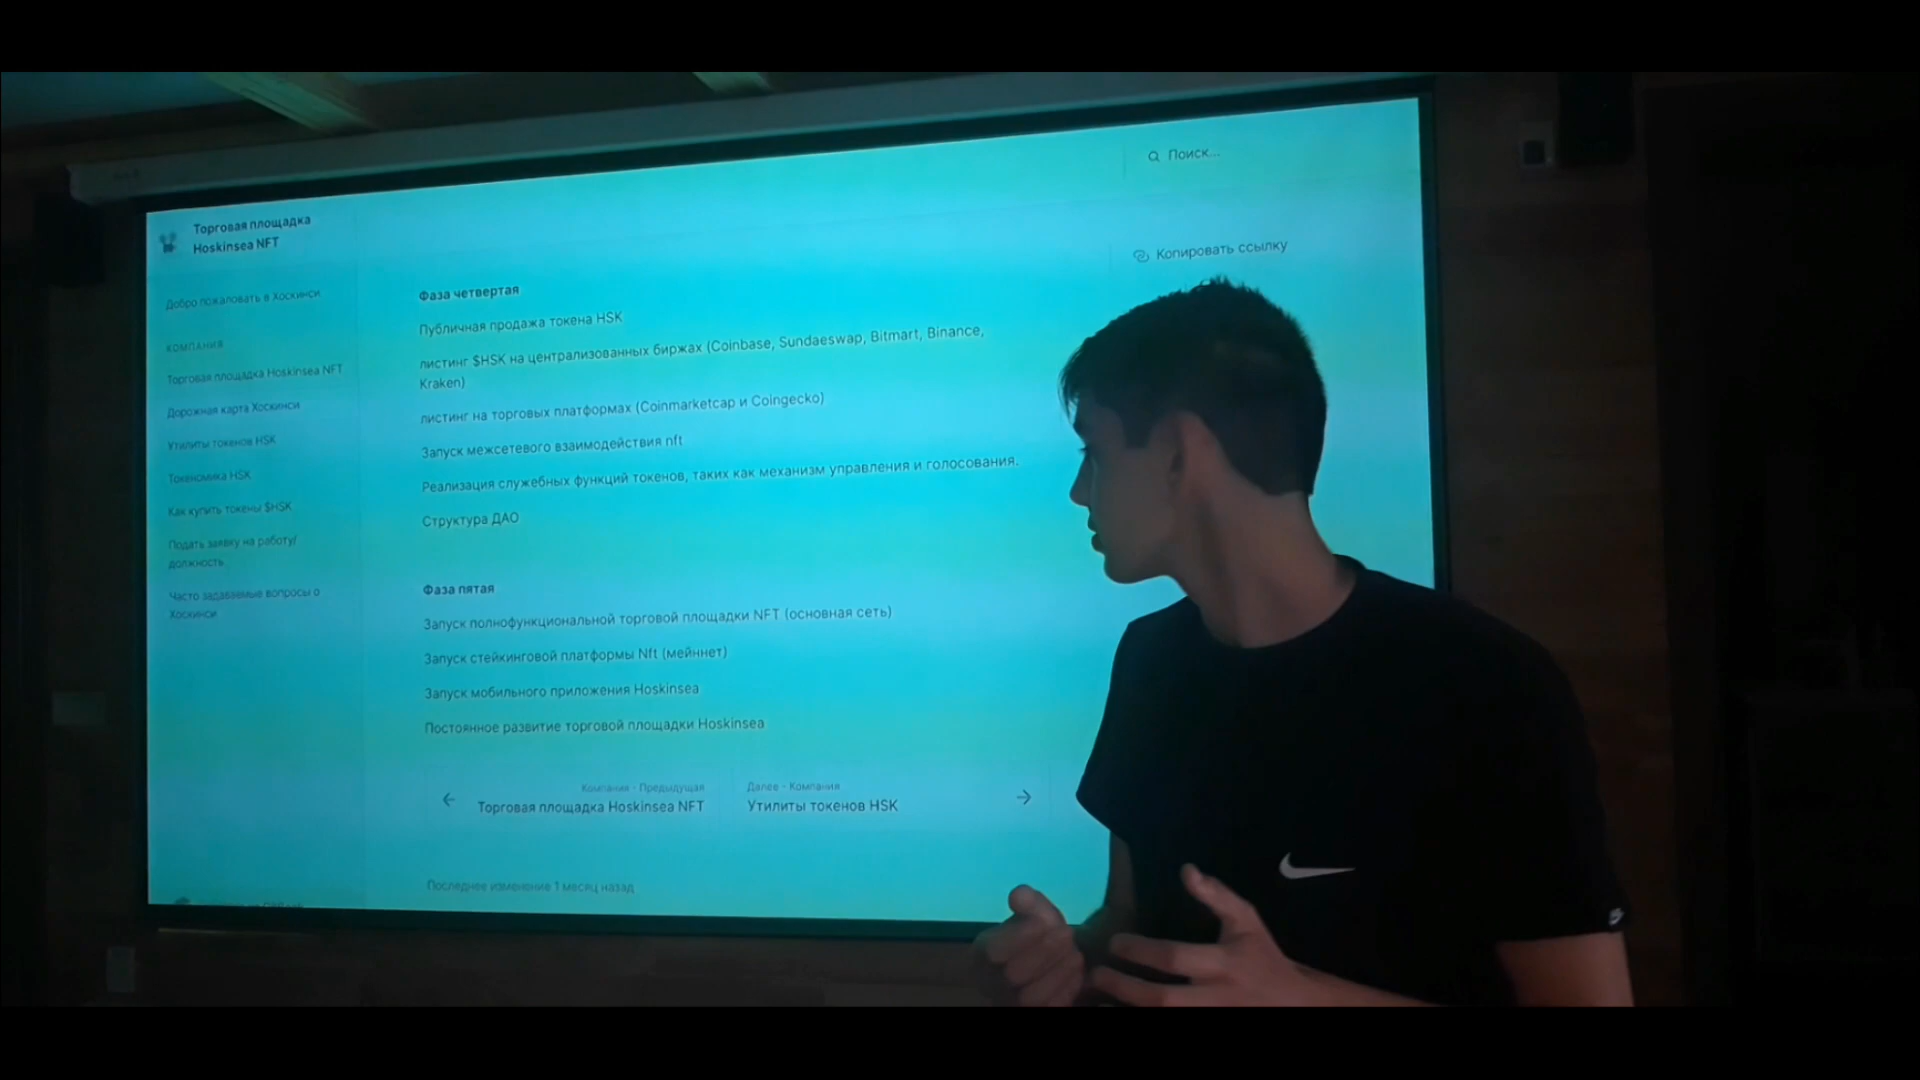 Поиск...
Торговая площадка
Hoskinsea NFT
Копировать ссылку
Добро пожаловать в Хоскинси
КОМПАНИЯ
Торговая площадка Hoskinsea NFT
Дорожная карта Хоскинси
Утилиты токенов HSK
Токеномика HSK
Как купить токены $HSK
Подать заявку на работу/
должность
Часто задаваемые вопросы о
Хоскинси
Фаза четвертая
Публичная продажа токена HSK
листинг $HSK на централизованных биржах (Coinbase, Sundaeswap, Bitmart, Binance,
Kraken)
листинг на торговых платформах (Coinmarketcap и Coingecko)
Запуск межсетевого взаимодействия nft
Реализация служебных функций токенов, таких как механизм управления и голосования.
Структура ДАО
Фаза пятая
Запуск полнофункциональной торговой площадки NFT (основная сеть)
Запуск стейкинговой платформы Nft (мейннет)
Запуск мобильного приложения Hoskinsea
Постоянное развитие торговой площадки Hoskinsea
Компания - Предыдущая
Торговая площадка Hoskinsea NFT
Далее - Компания
Утилиты токенов HSK
Последнее изменение 1 месяц назад